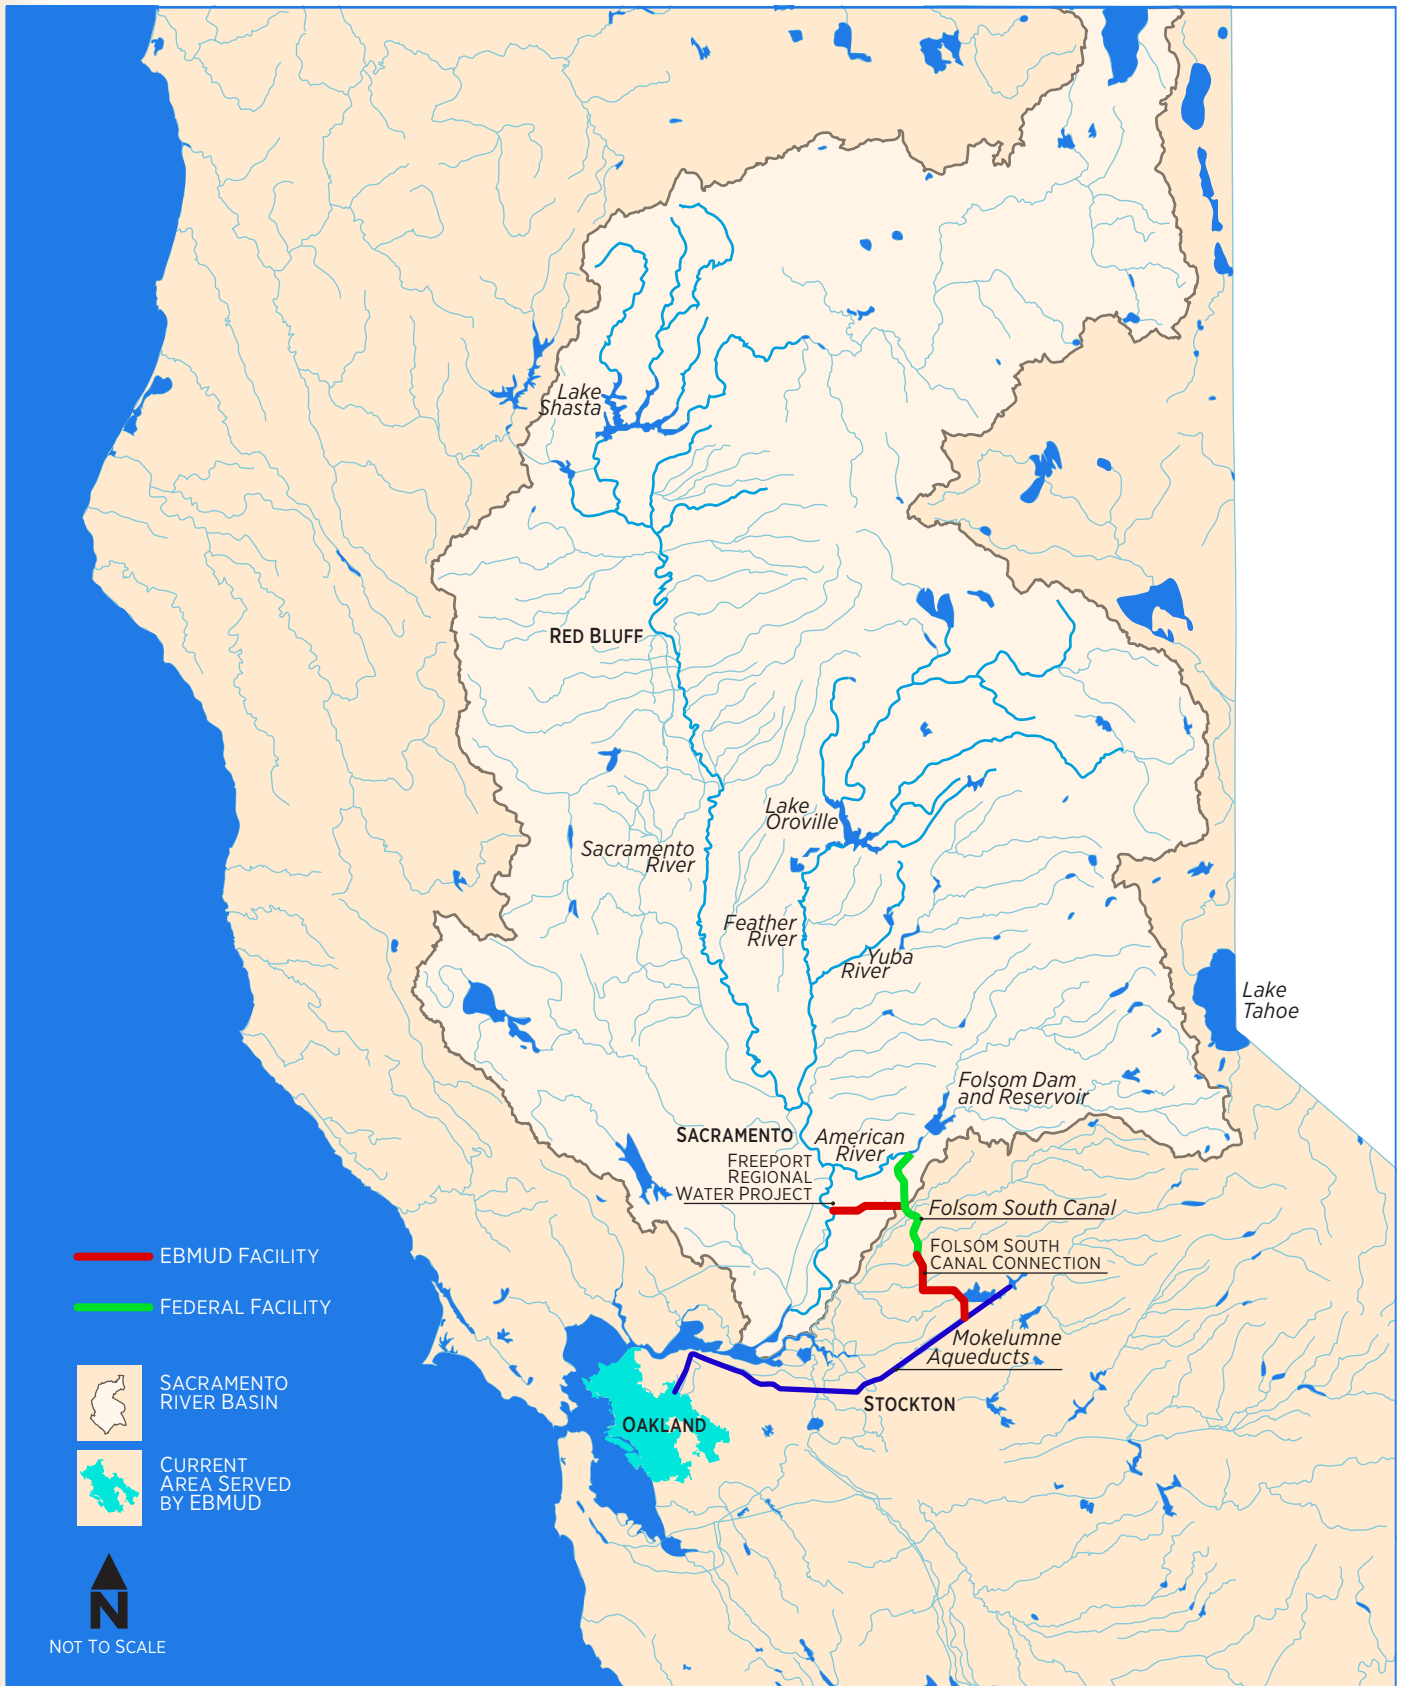 Lake
Shasta
RED BLUFF
Lake
Oroville
Sacramento
River
Feather
River
Yuba
River
Lake
Tahoe
Folsom Dam
and Reservoir
SACRAMENTO
American
River
FREEPORT
REGIONAL
WATER PROJECT
Folsom South Canal
FOLSOM SOUTH
CANAL CONNECTION
EBMUD FACILITY
FEDERAL FACILITY
Mokelumne
Aqueducts
STOCKTON
OAKLAND
SACRAMENTO
RIVER BASIN
CURRENT
AREA SERVED
BY EBMUD
N
NOT TO SCALE